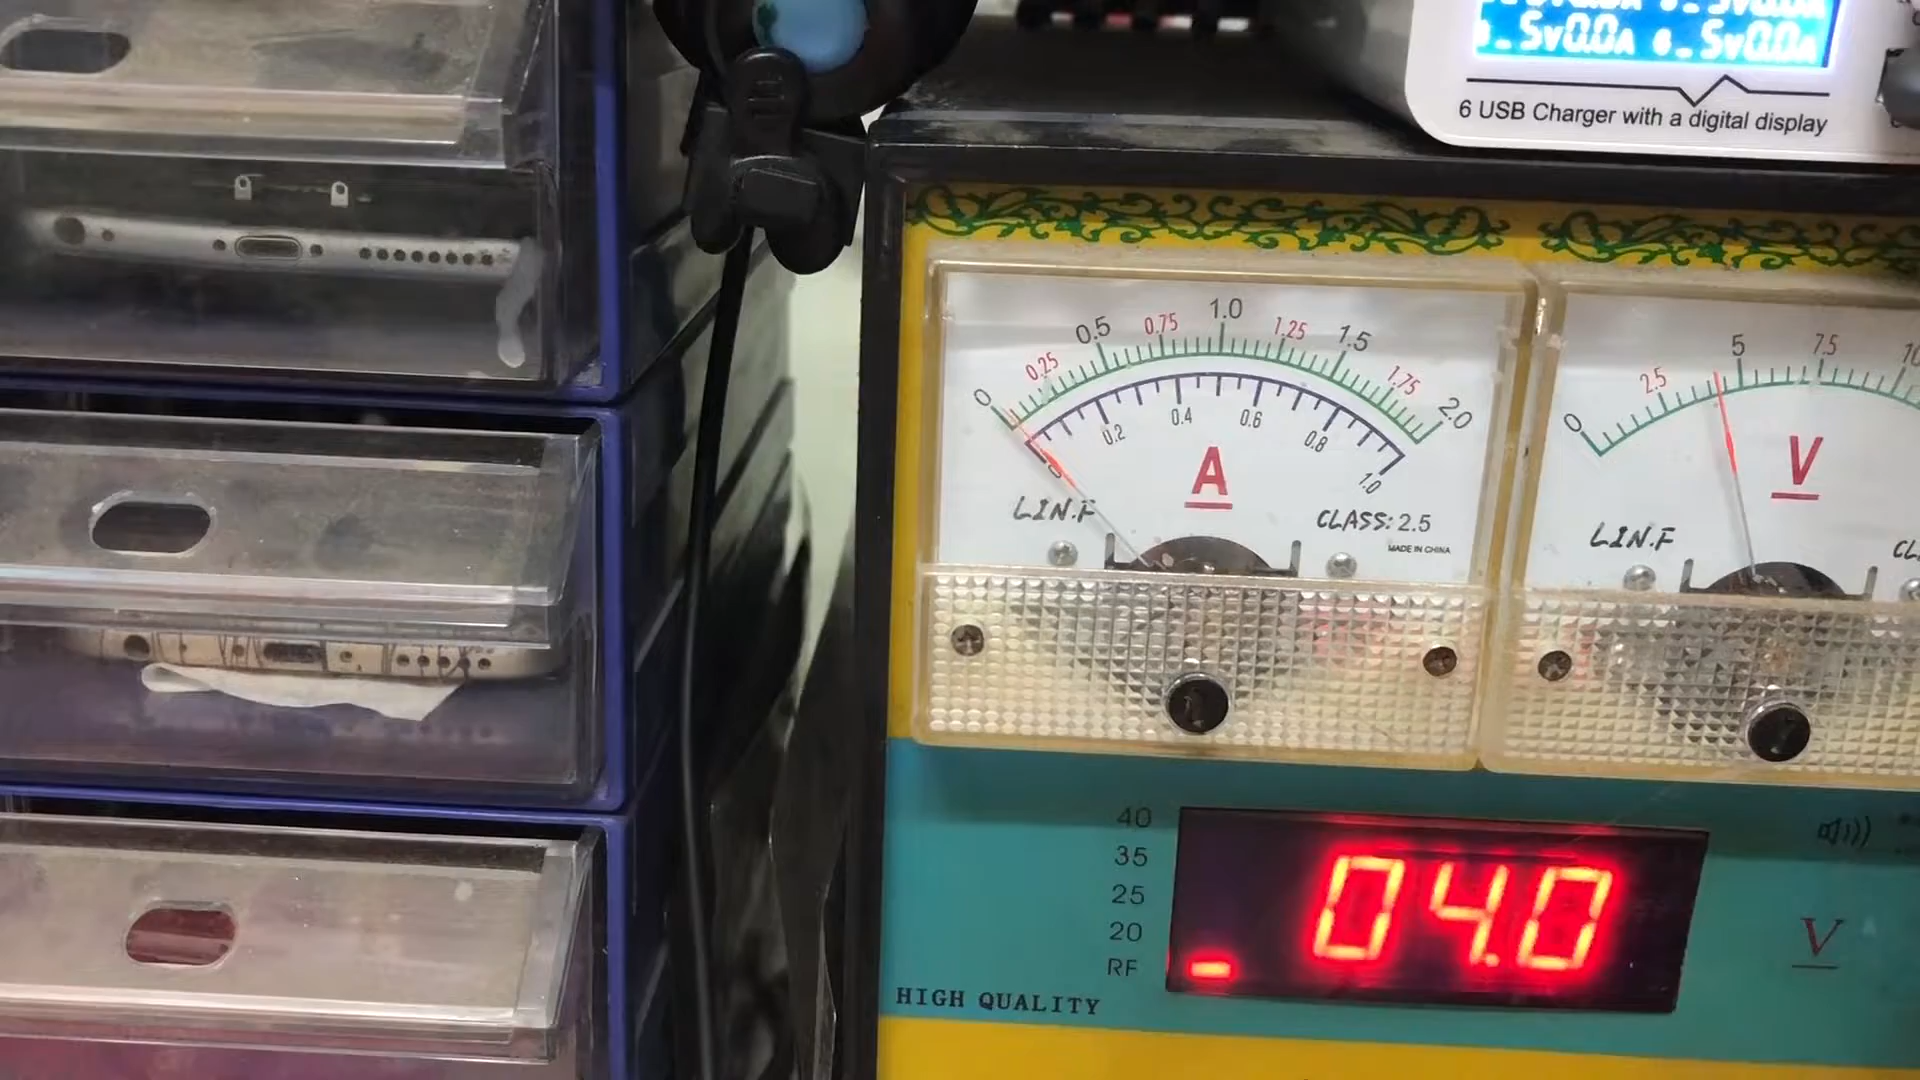 5V0.0A 6-5V0.0A
6 USB Charger with a digital display
0 0.25 0.5 0.75 1.0 1.25 1.5 1.75 2.0
0.2 0.4 0.6 0.8 1.0
A
LIN.F
CLASS: 2.5
MADE IN CHINA
0 2.5 5 7.5
V
LIN.F
40
35
25
20
RF
04.0
V
HIGH QUALITY